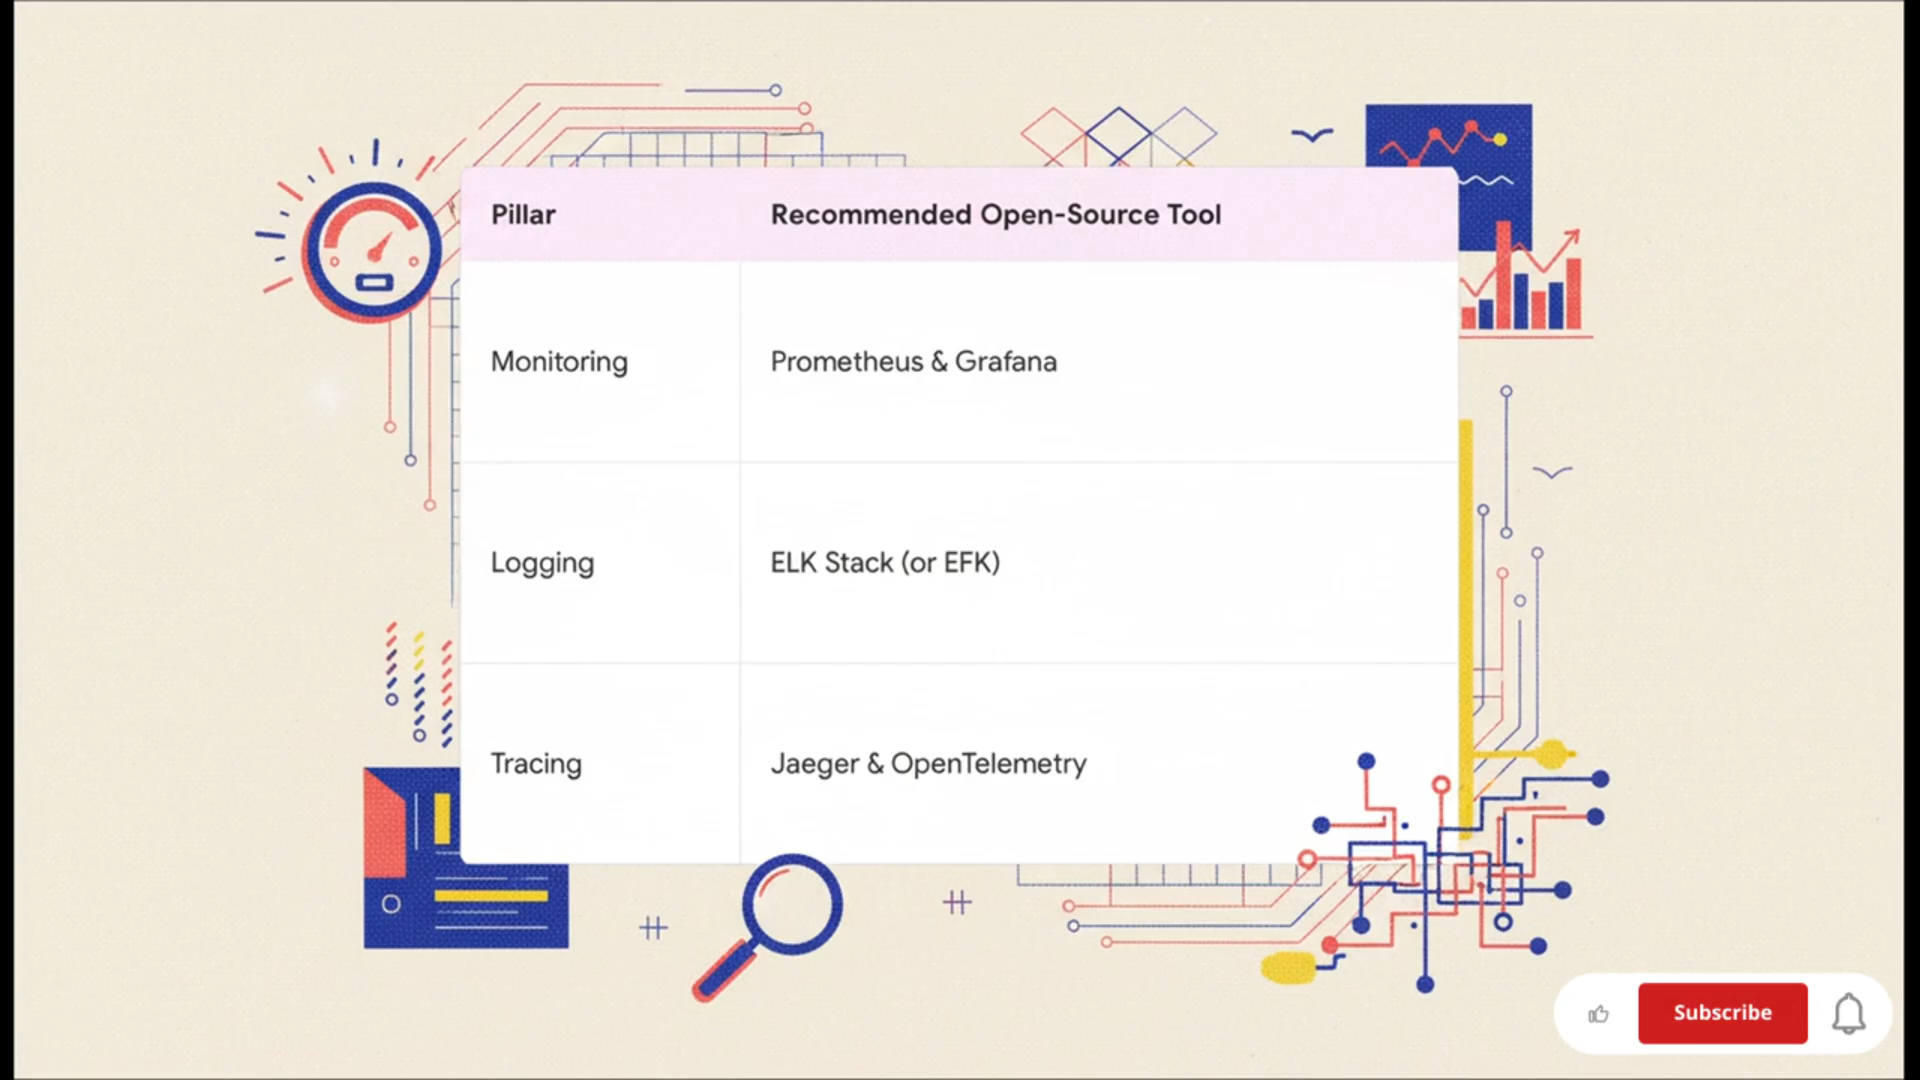 Pillar Recommended Open-Source Tool
Monitoring Prometheus & Grafana
Logging ELK Stack (or EFK)
Tracing Jaeger & OpenTelemetry
Subscribe